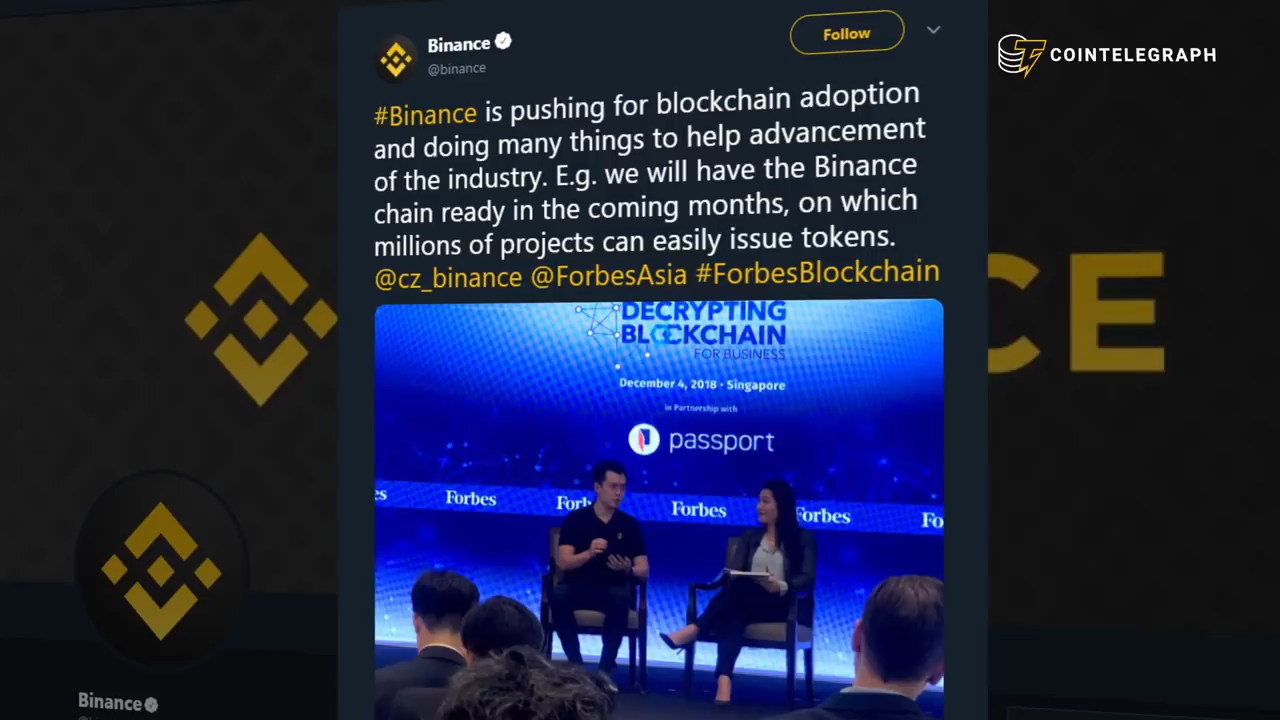 Binance
@binance
Follow
COINTELEGRAPH
#Binance is pushing for blockchain adoption
and doing many things to help advancement
of the industry. E.g. we will have the Binance
chain ready in the coming months, on which
millions of projects can easily issue tokens.
@cz_binance @ForbesAsia #ForbesBlockchain
CE
DECRYPTING
BLOCKCHAIN
FOR BUSINESS
December 4, 2018 · Singapore
In Partnership with
passport
es Forbes Forb Forbes Forbes Fo
Binance